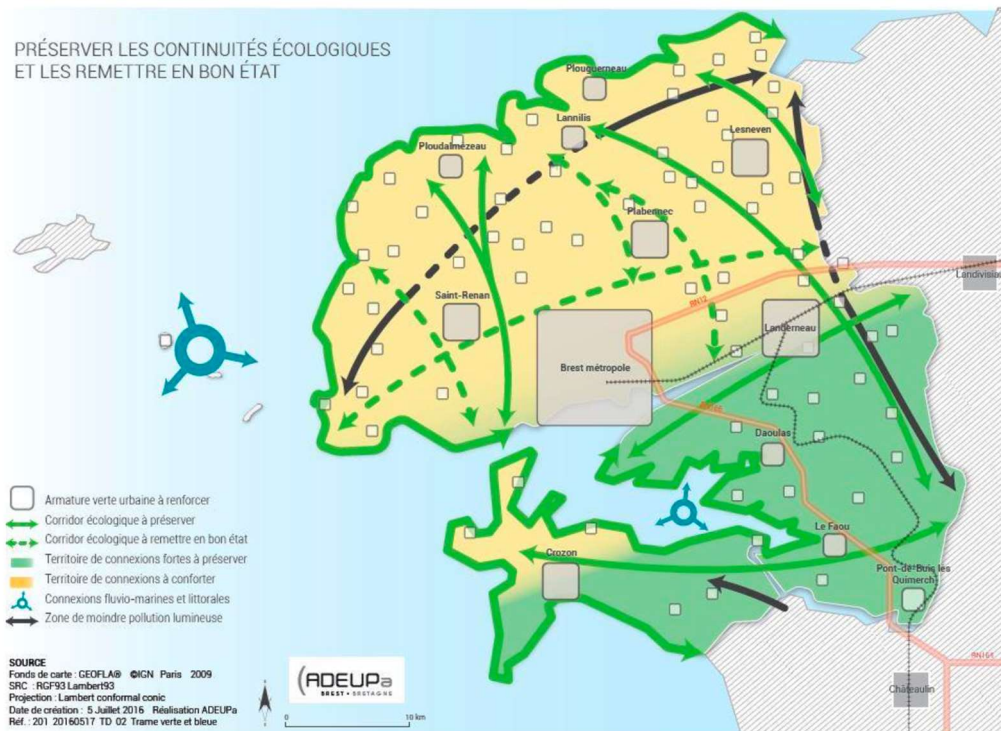 PRÉSERVER LES CONTINUITÉS ÉCOLOGIQUES
ET LES REMETTRE EN BON ÉTAT
Plouguerneau
Lannilis
Ploudalmézeau
Lesneven
Plabennec
Landivisiau
RN12
Saint-Renan
Landerneau
Brest métropole
RN165
Daoulas
Le Faou
Crozon
Pont-de-Buis lès
Quimerch
RN164
Châteaulin
Armature verte urbaine à renforcer
Corridor écologique à préserver
Corridor écologique à remettre en bon état
Territoire de connexions fortes à préserver
Territoire de connexions à conforter
Connexions fluvio-marines et littorales
Zone de moindre pollution lumineuse
SOURCE
Fonds de carte : GEOFLA® ©IGN Paris 2009
SRC : RGF93 Lambert93
Projection : Lambert conformal conic
Date de création : 5 Juillet 2016 Réalisation ADEUPa
Réf. : 201 20160517 TD 02 Trame verte et bleue
ADEUPa
BREST • BRETAGNE
0 10 km